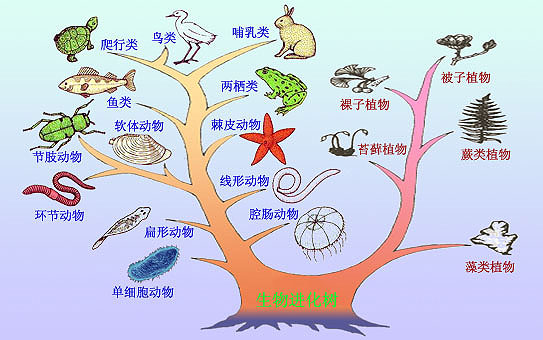 爬行类
鸟类
哺乳类
鱼类
两栖类
被子植物
裸子植物
节肢动物
软体动物
棘皮动物
苔藓植物
蕨类植物
环节动物
线形动物
扁形动物
腔肠动物
单细胞动物
藻类植物
生物进化树